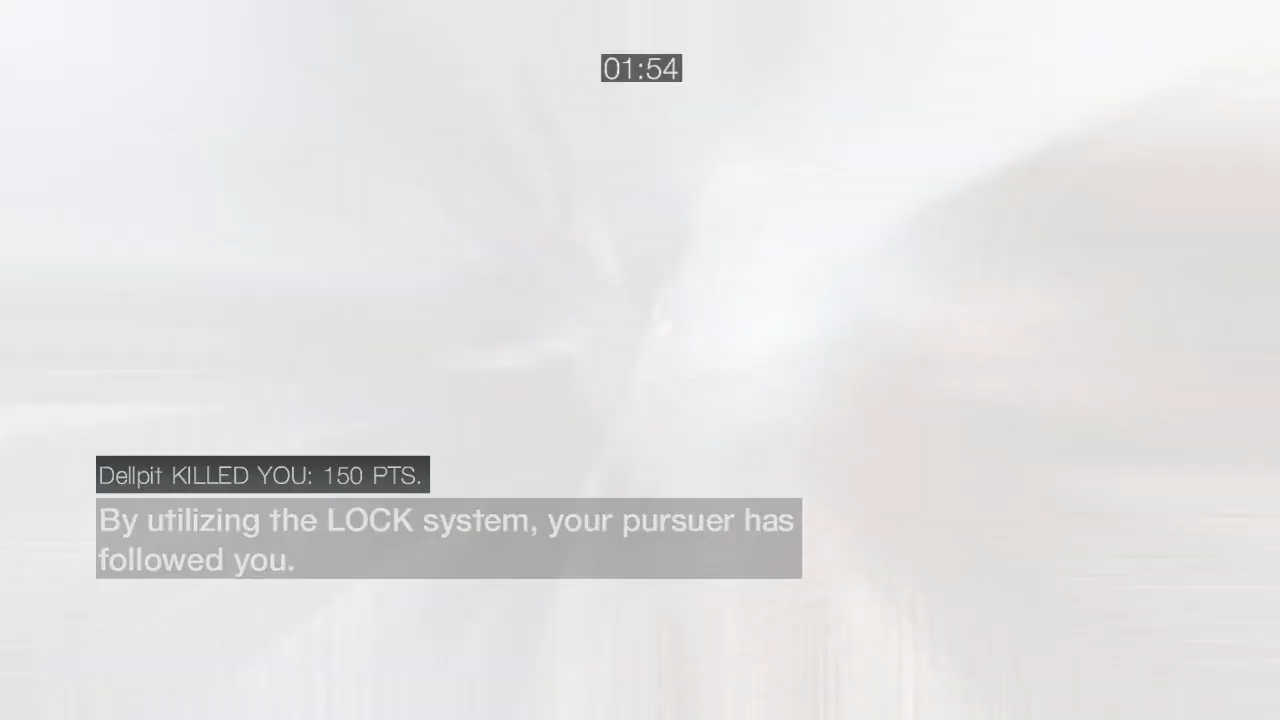 01:54
Dellpit KILLED YOU: 150 PTS.
By utilizing the LOCK system, your pursuer has
followed you.